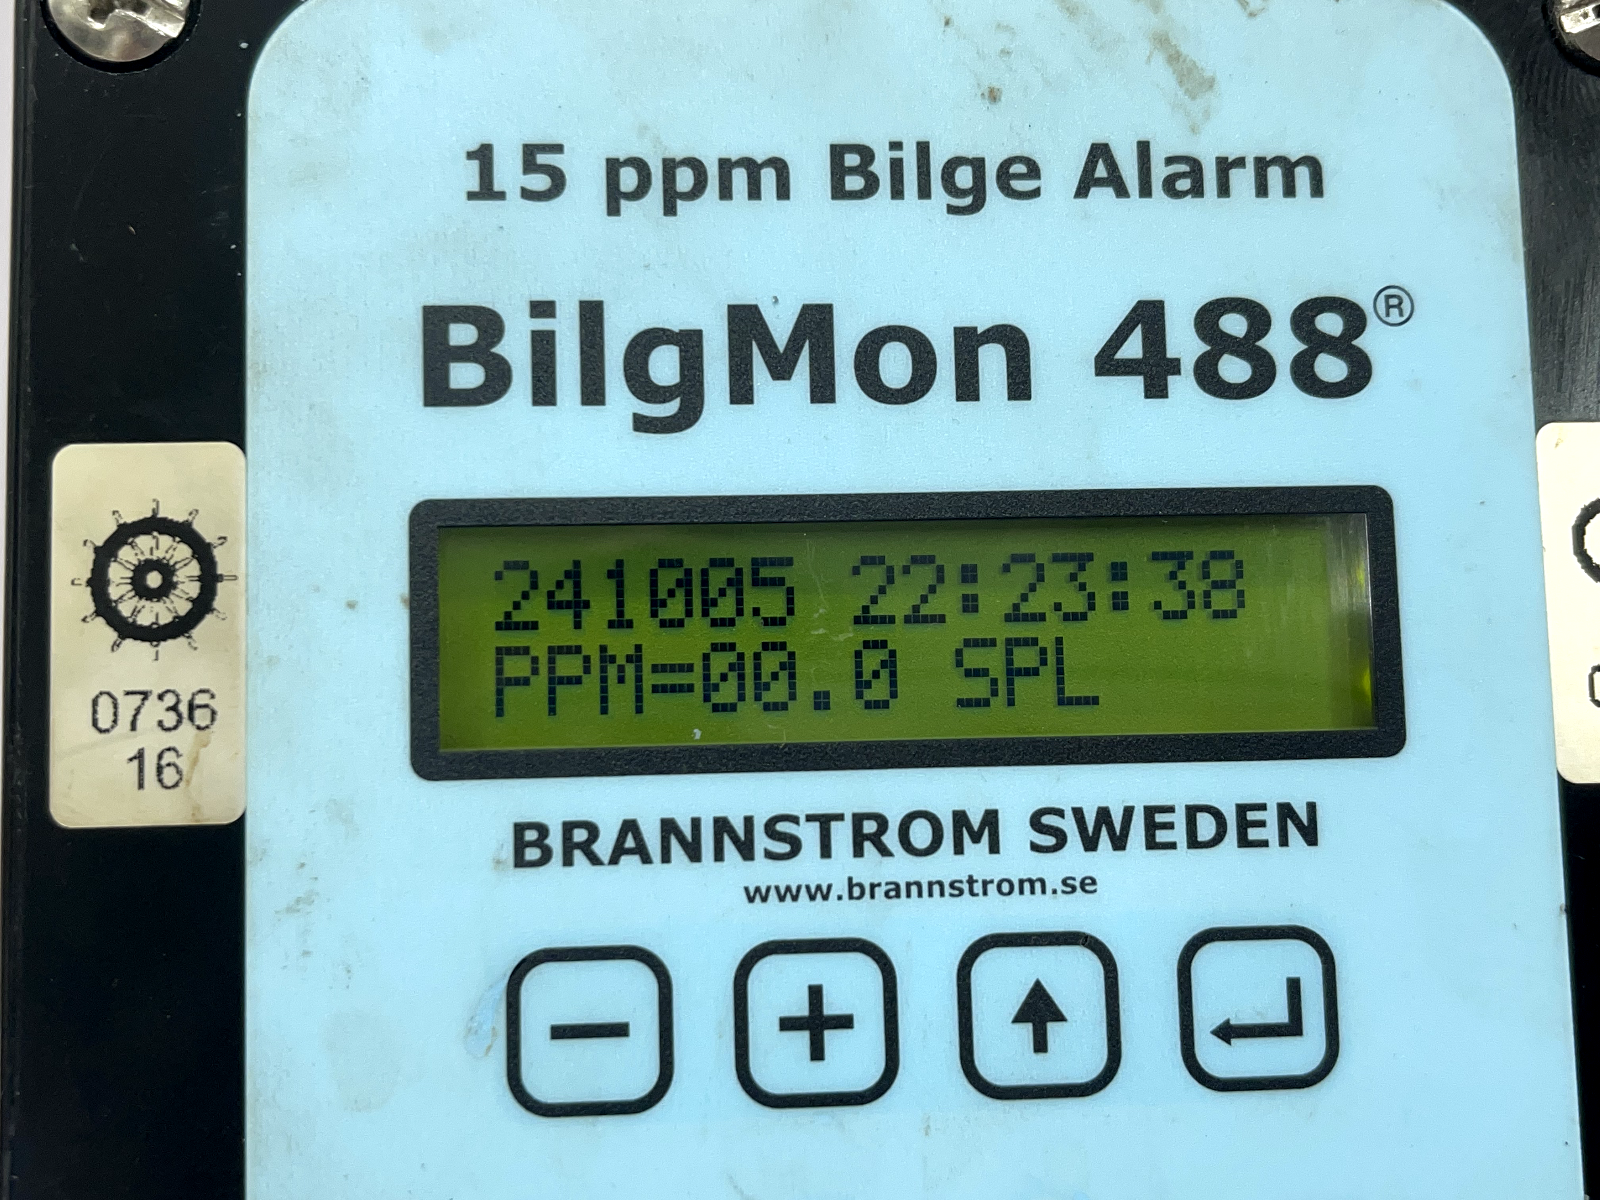 15 ppm Bilge Alarm
BilgMon 488®
241005 22:23:38
PPM=00.0 SPL
BRANNSTROM SWEDEN
www.brannstrom.se
0736
16